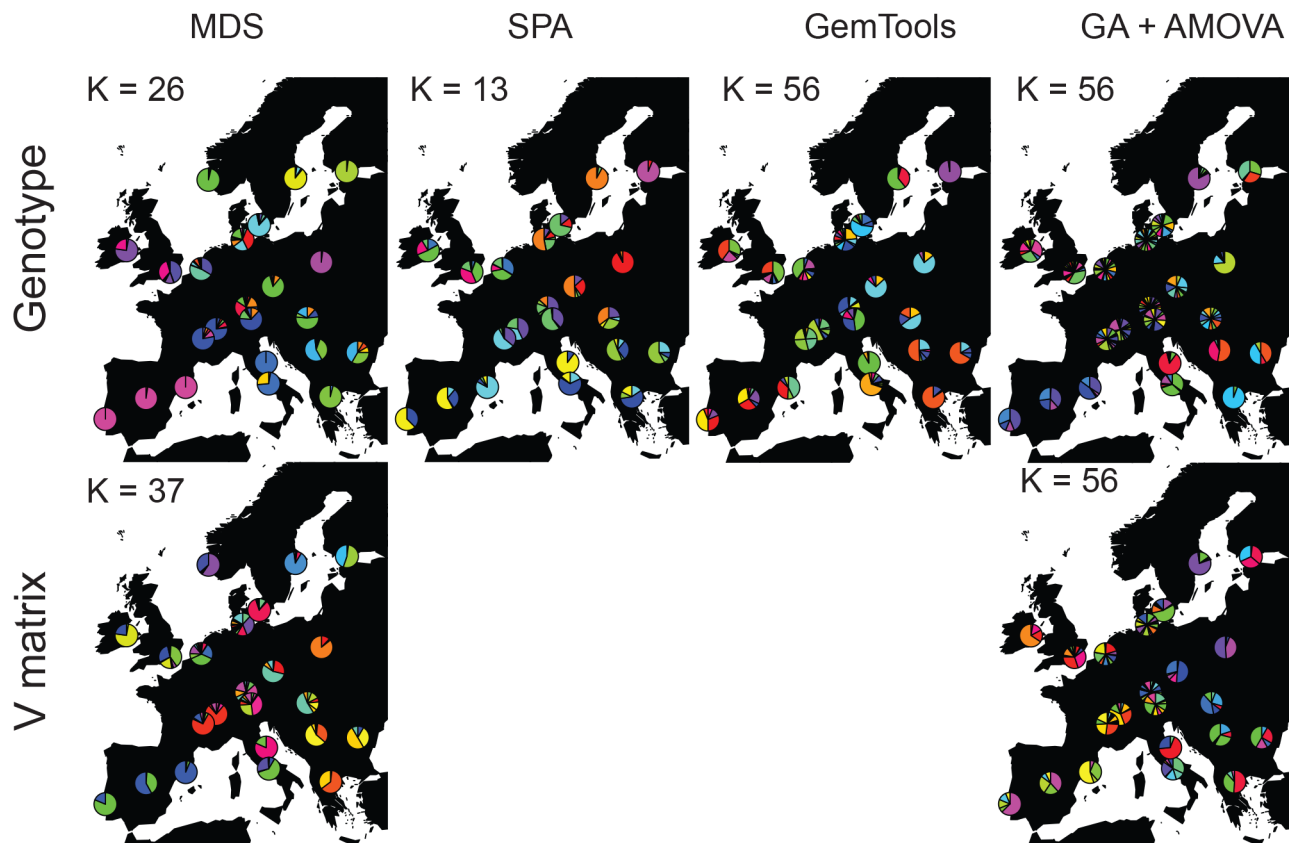 MDS SPA GemTools GA + AMOVA
Genotype
K = 26 K = 13 K = 56 K = 56
V matrix
K = 37 K = 56